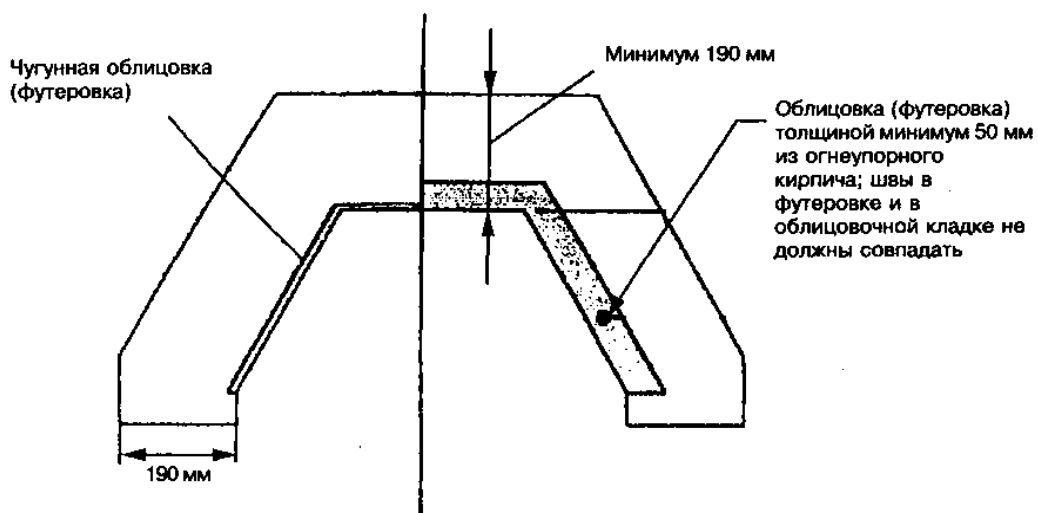 Чугунная облицовка
(футеровка)
Минимум 190 мм
Облицовка (футеровка)
толщиной минимум 50 мм
из огнеупорного
кирпича; швы в
футеровке и в
облицовочной кладке не
должны совпадать
190 мм